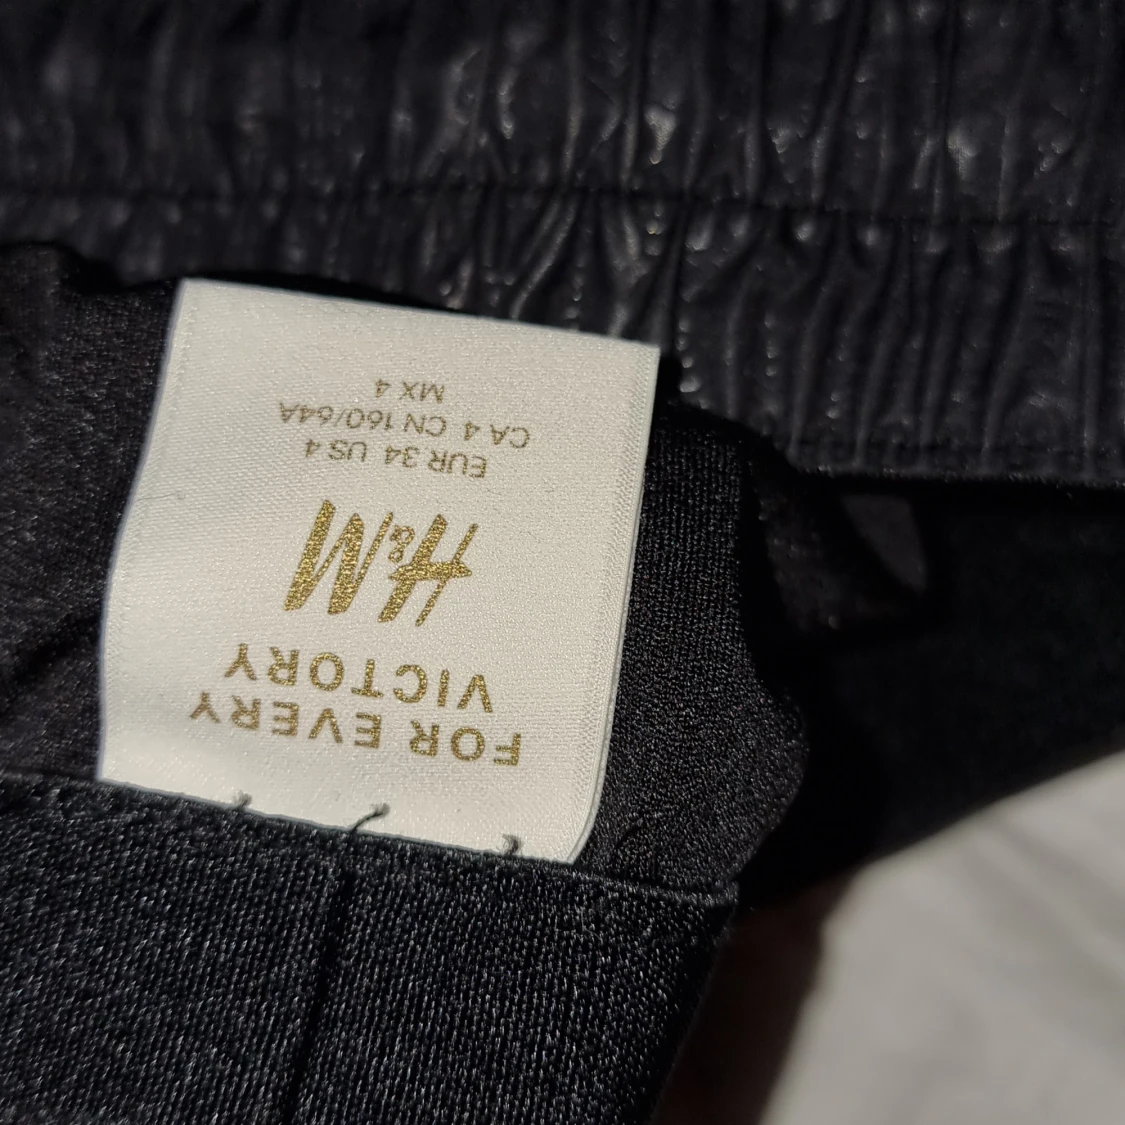 FOR EVERY
VICTORY
H&M
EUR 34 US 4
CA 4 CN 160/64A
MX 4